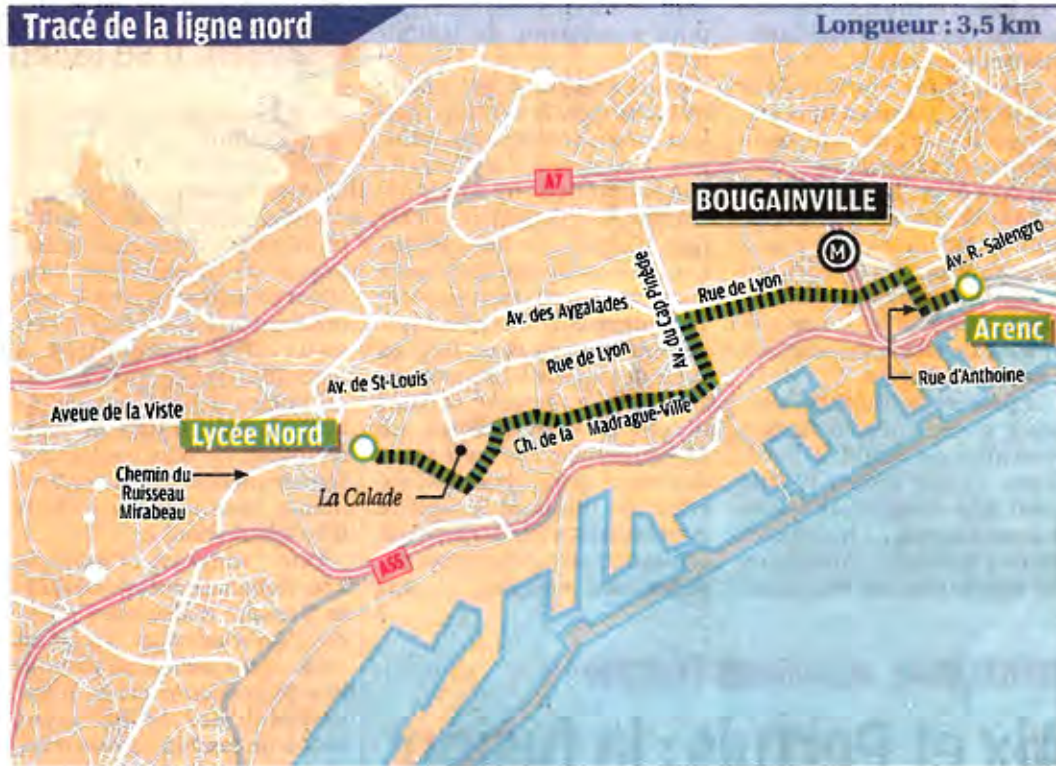 Tracé de la ligne nord
Longueur : 3,5 km
A7
BOUGAINVILLE
M
Av. R. Salengro
Av. du Cap Pinède
Rue de Lyon
Av. des Aygalades
Arenc
Rue de Lyon
Rue d'Anthoine
Av. de St-Louis
Aveue de la Viste
Lycée Nord
Ch. de la Madrague-Ville
Chemin du
Ruisseau
Mirabeau
La Calade
A55